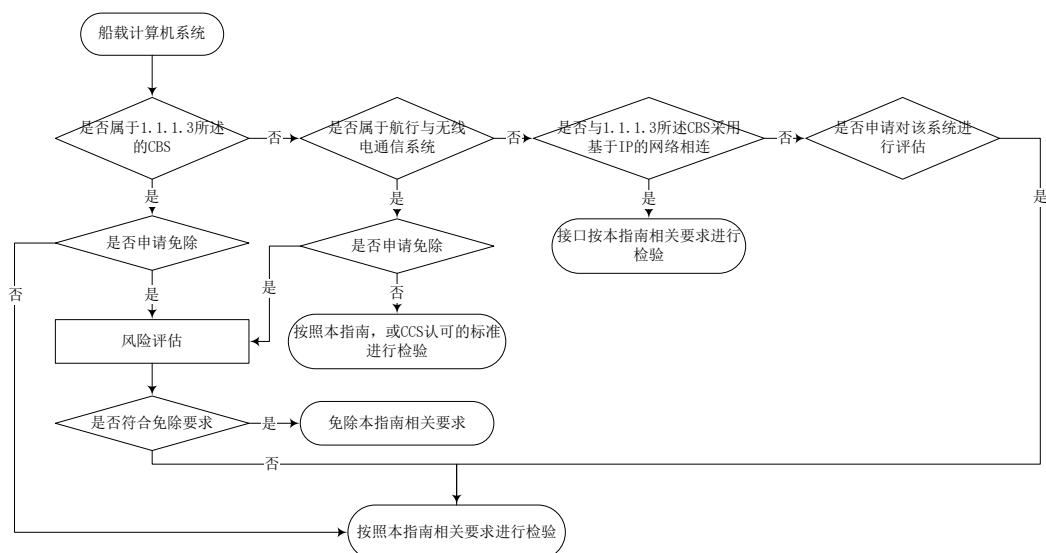 船载计算机系统
是否属于1.1.1.3所述
的CBS
否
是否属于航行与无线
电通信系统
否
是否与1.1.1.3所述CBS采用
基于IP的网络相连
否
是否申请对该系统进
行评估
是
是
是
是
是否申请免除
是否申请免除
接口按本指南相关要求进行
检验
否
是
是
否
风险评估
按照本指南，或CCS认可的标准
进行检验
是否符合免除要求
是
免除本指南相关要求
否
按照本指南相关要求进行检验